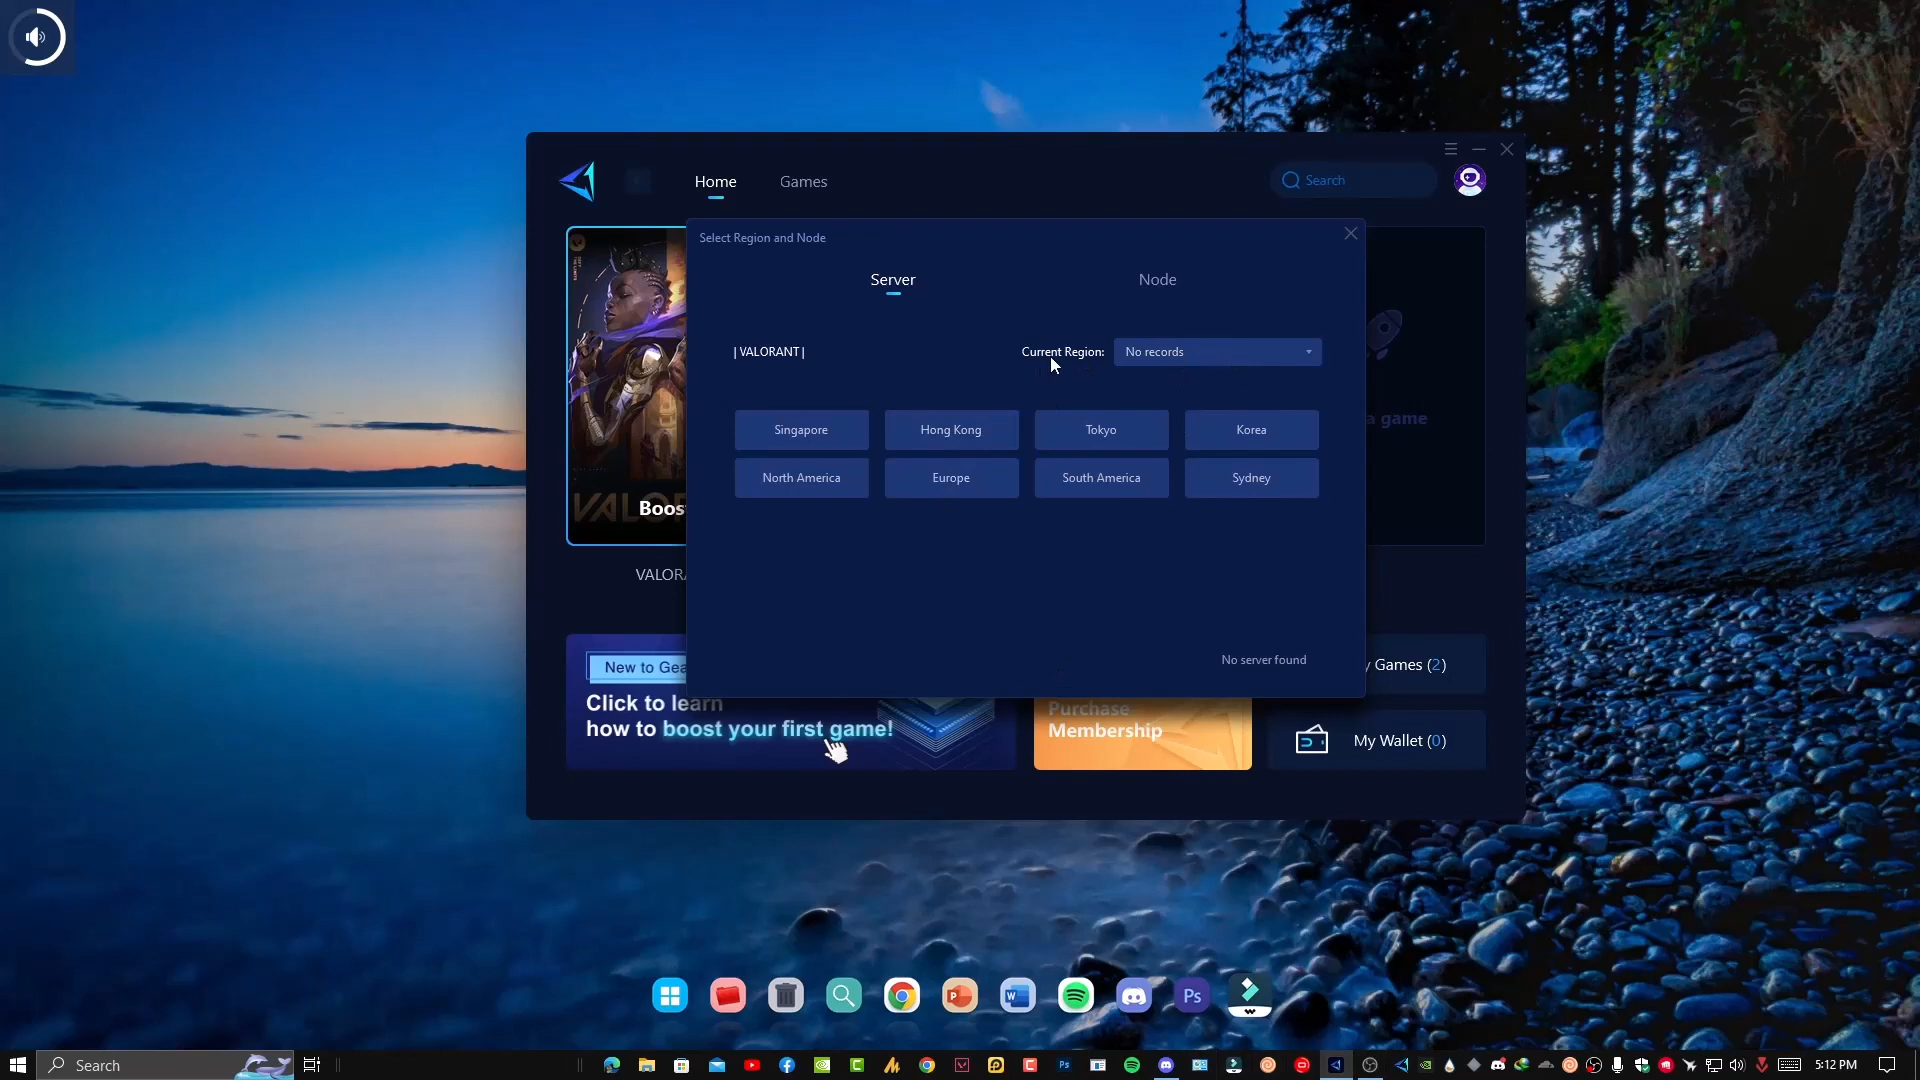 Home
Games
Search
Select Region and Node
Server
Node
| VALORANT |
Current Region:
No records
Singapore
Hong Kong
Tokyo
Korea
North America
Europe
South America
Sydney
No server found
a game
Boos
VALORA
New to Gea
Click to learn
how to boost your first game!
Purchase
Membership
y Games (2)
My Wallet (0)
Search
5:12 PM